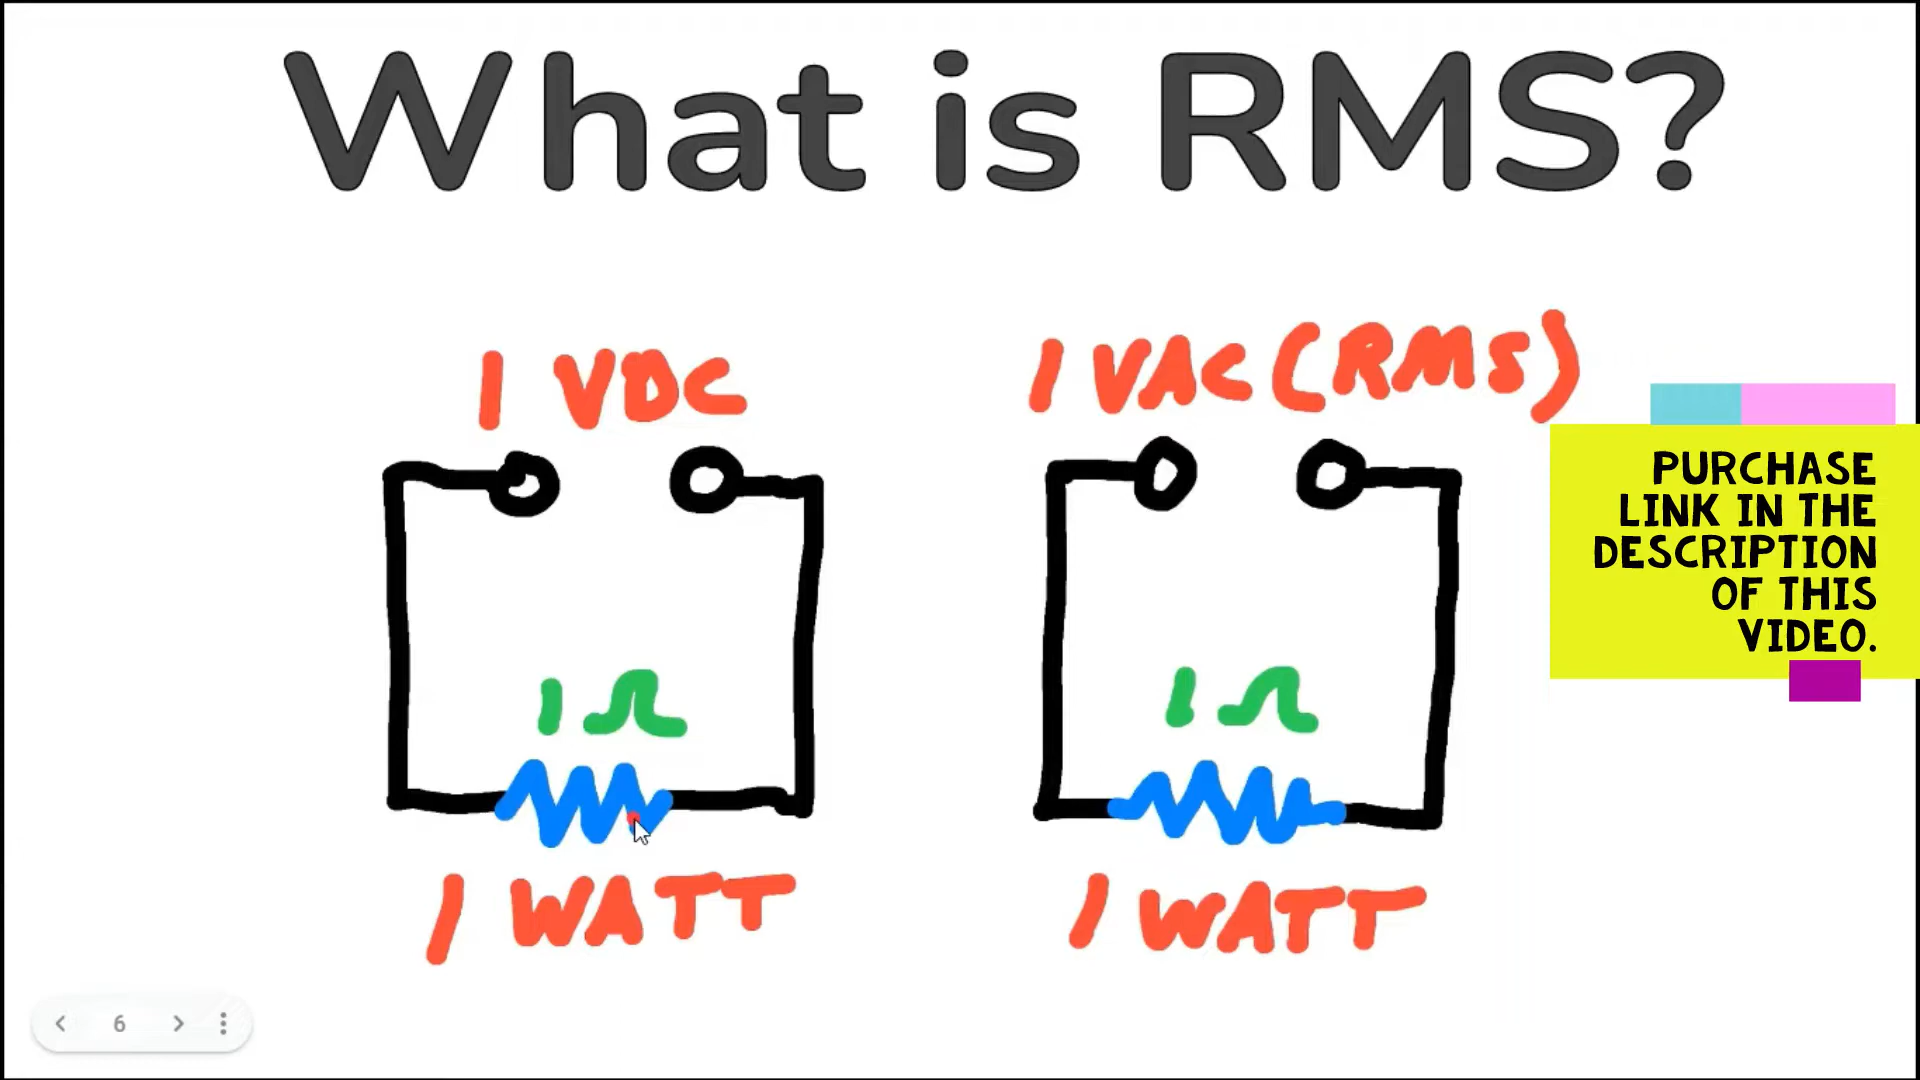 What is RMS?
1 VDC
1 VAC (RMS)
PURCHASE
LINK IN THE
DESCRIPTION
OF THIS
VIDEO.
1 Ω
1 Ω
1 WATT
1 WATT
6